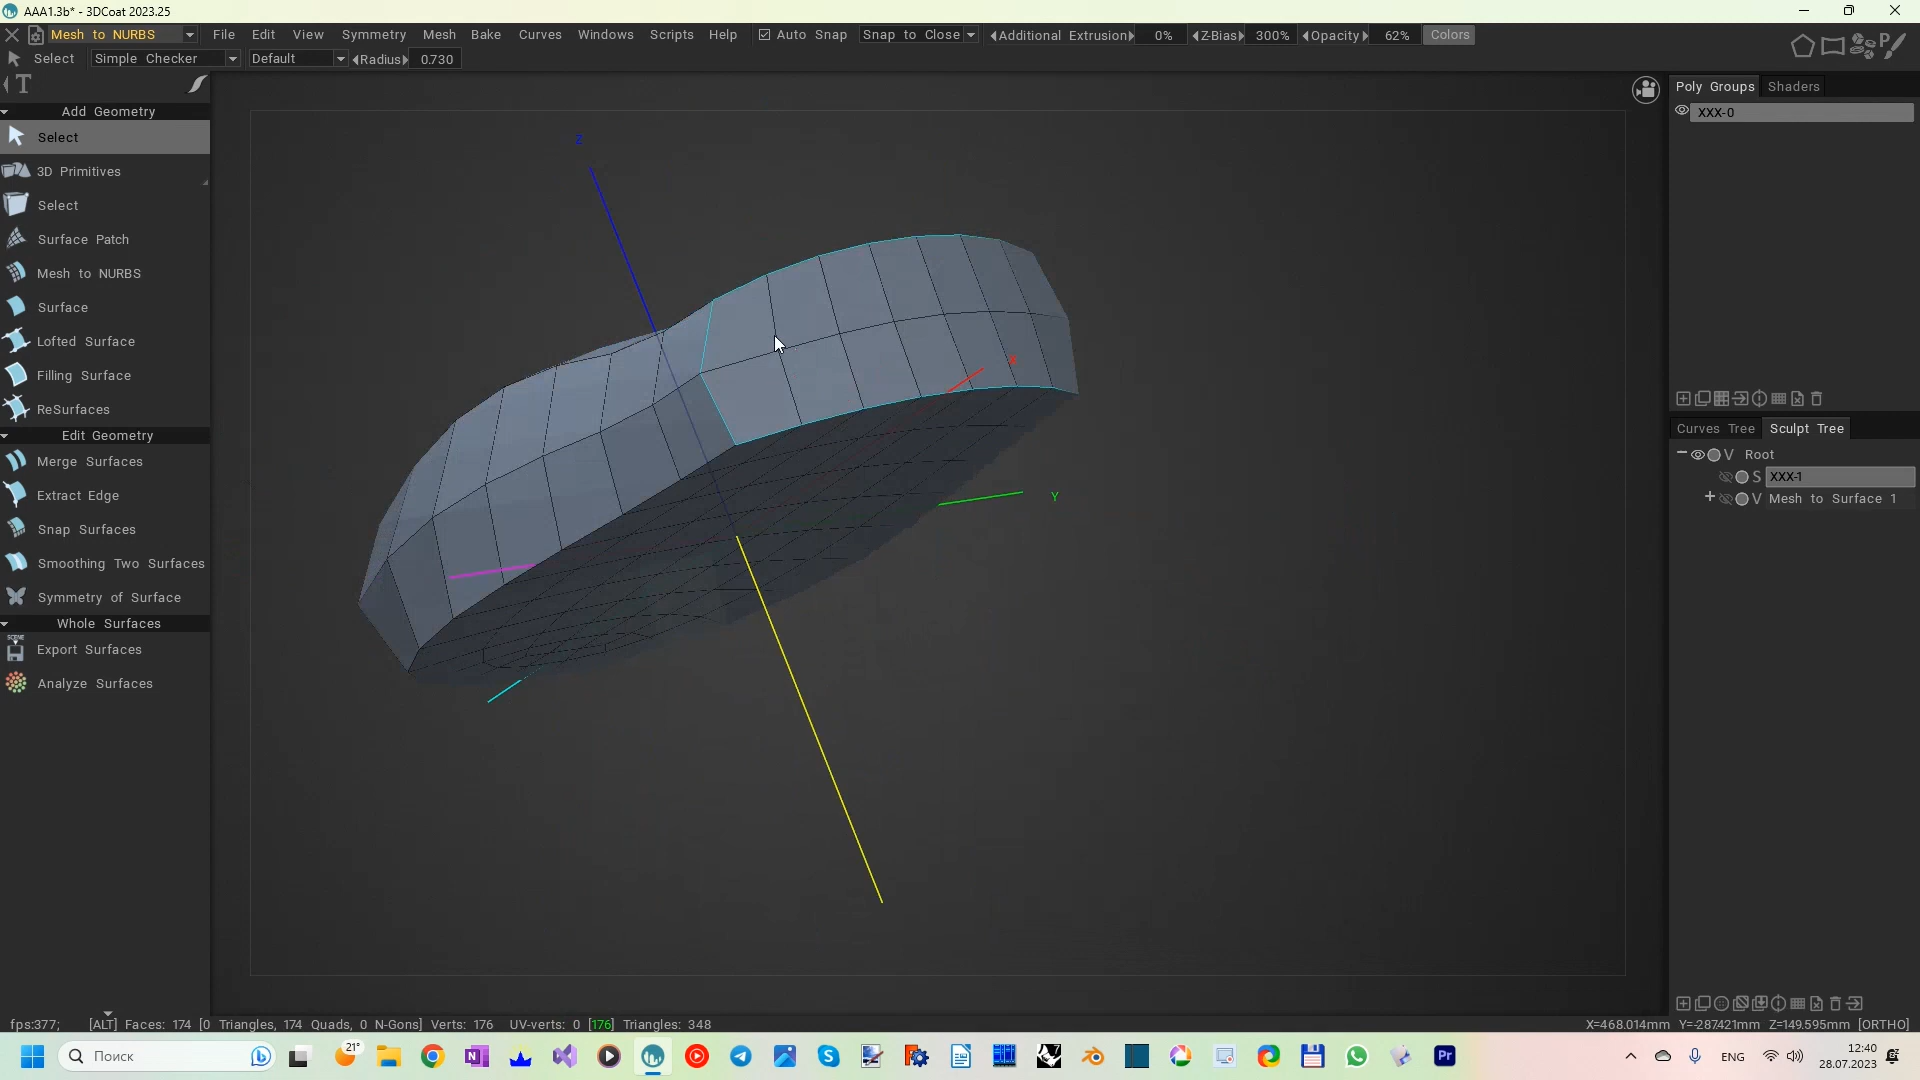 AAA1.3b* - 3DCoat 2023.25
Mesh to NURBS File Edit View Symmetry Mesh Bake Curves Windows Scripts Help Auto Snap Snap to Close Additional Extrusion 0% Z-Bias 300% Opacity 62% Colors
Select Simple Checker Default Radius 0.730
T
Add Geometry
Select
3D Primitives
Select
Surface Patch
Mesh to NURBS
Surface
Lofted Surface
Filling Surface
ReSurfaces
Edit Geometry
Merge Surfaces
Extract Edge
Snap Surfaces
Smoothing Two Surfaces
Symmetry of Surface
Whole Surfaces
SCENE
Export Surfaces
Analyze Surfaces
Z
X
Y
Poly Groups Shaders
XXX-0
Curves Tree Sculpt Tree
V Root
S XXX-1
V Mesh to Surface 1
fps:377; [ALT] Faces: 174 [0 Triangles, 174 Quads, 0 N-Gons] Verts: 176 UV-verts: 0 [176] Triangles: 348
X=468.014mm Y=-287.421mm Z=149.595mm [ORTHO]
Поиск
21°
N
S
7
Pr
ENG
12:40
28.07.2023